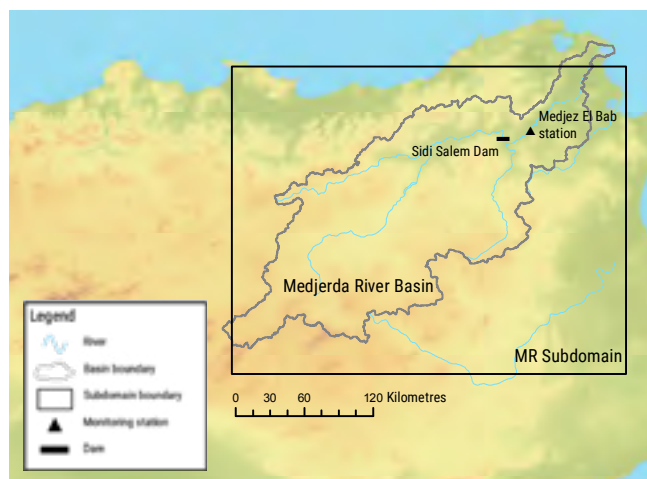 Medjez El Bab
station
Sidi Salem Dam
Medjerda River Basin
MR Subdomain
Legend
River
Basin boundary
Subdomain boundary
Monitoring station
Dam
0 30 60 120 Kilometres